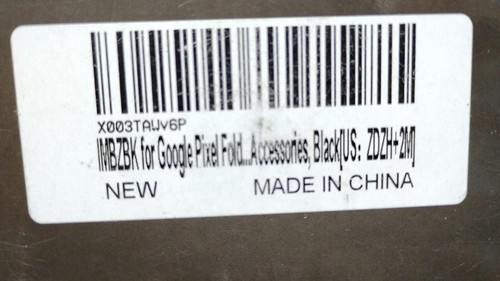 X003TAWv6P
IMBZBK for Google Pixel Fold...Accessories, Black[US: ZDZH+2M]
NEW MADE IN CHINA